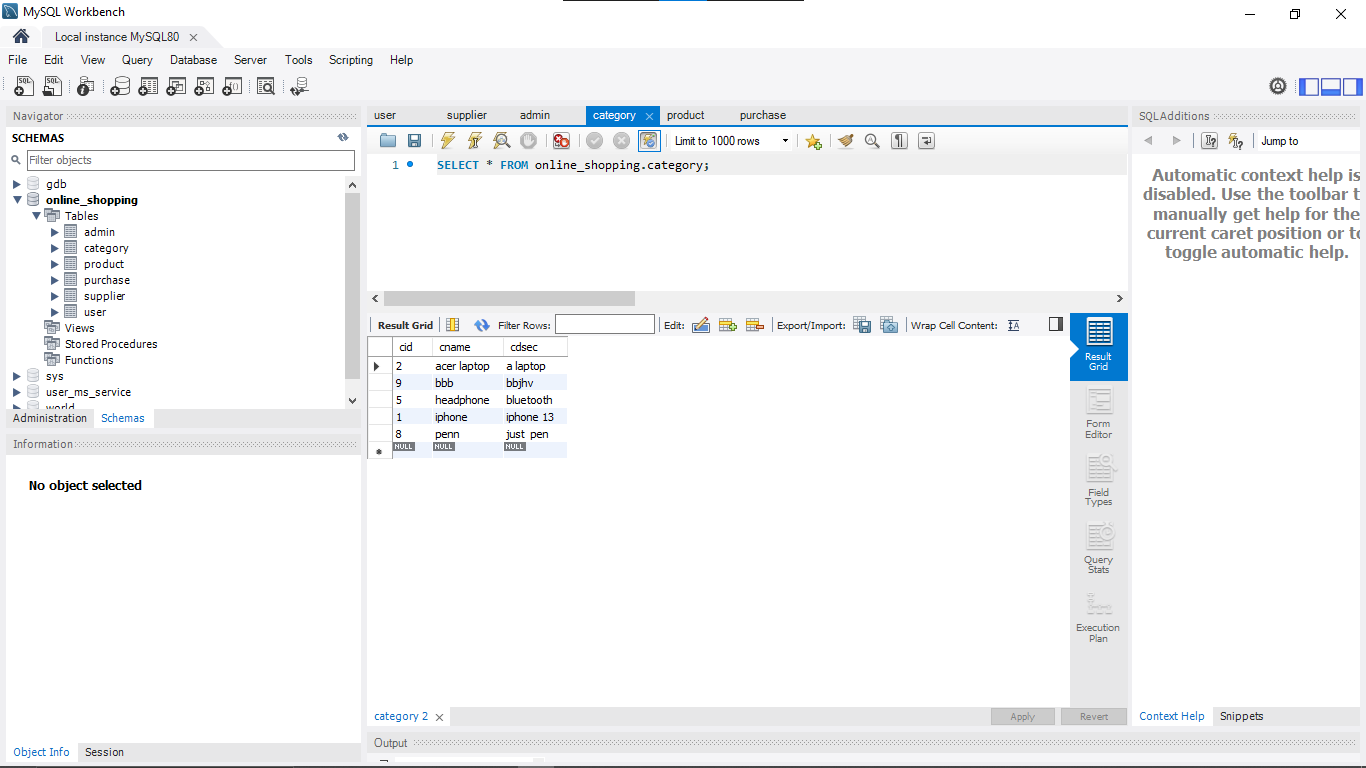 MySQL Workbench
Local instance MySQL80
File Edit View Query Database Server Tools Scripting Help
Navigator
SCHEMAS
Filter objects
gdb
online_shopping
Tables
admin
category
product
purchase
supplier
user
Views
Stored Procedures
Functions
sys
user_ms_service
world
Administration Schemas
Information
No object selected
Object Info Session
user supplier admin category product purchase
Limit to 1000 rows
1 SELECT * FROM online_shopping.category;
Result Grid Filter Rows: Edit: Export/Import: Wrap Cell Content:
cid cname cdsec
2 acer laptop a laptop
9 bbb bbjhv
5 headphone bluetooth
1 iphone iphone 13
8 penn just pen
NULL NULL NULL
Result
Grid
Form
Editor
Field
Types
Query
Stats
Execution
Plan
category 2
Apply Revert
Output
SQLAdditions
Jump to
Automatic context help is
disabled. Use the toolbar t
manually get help for the
current caret position or to
toggle automatic help.
Context Help Snippets